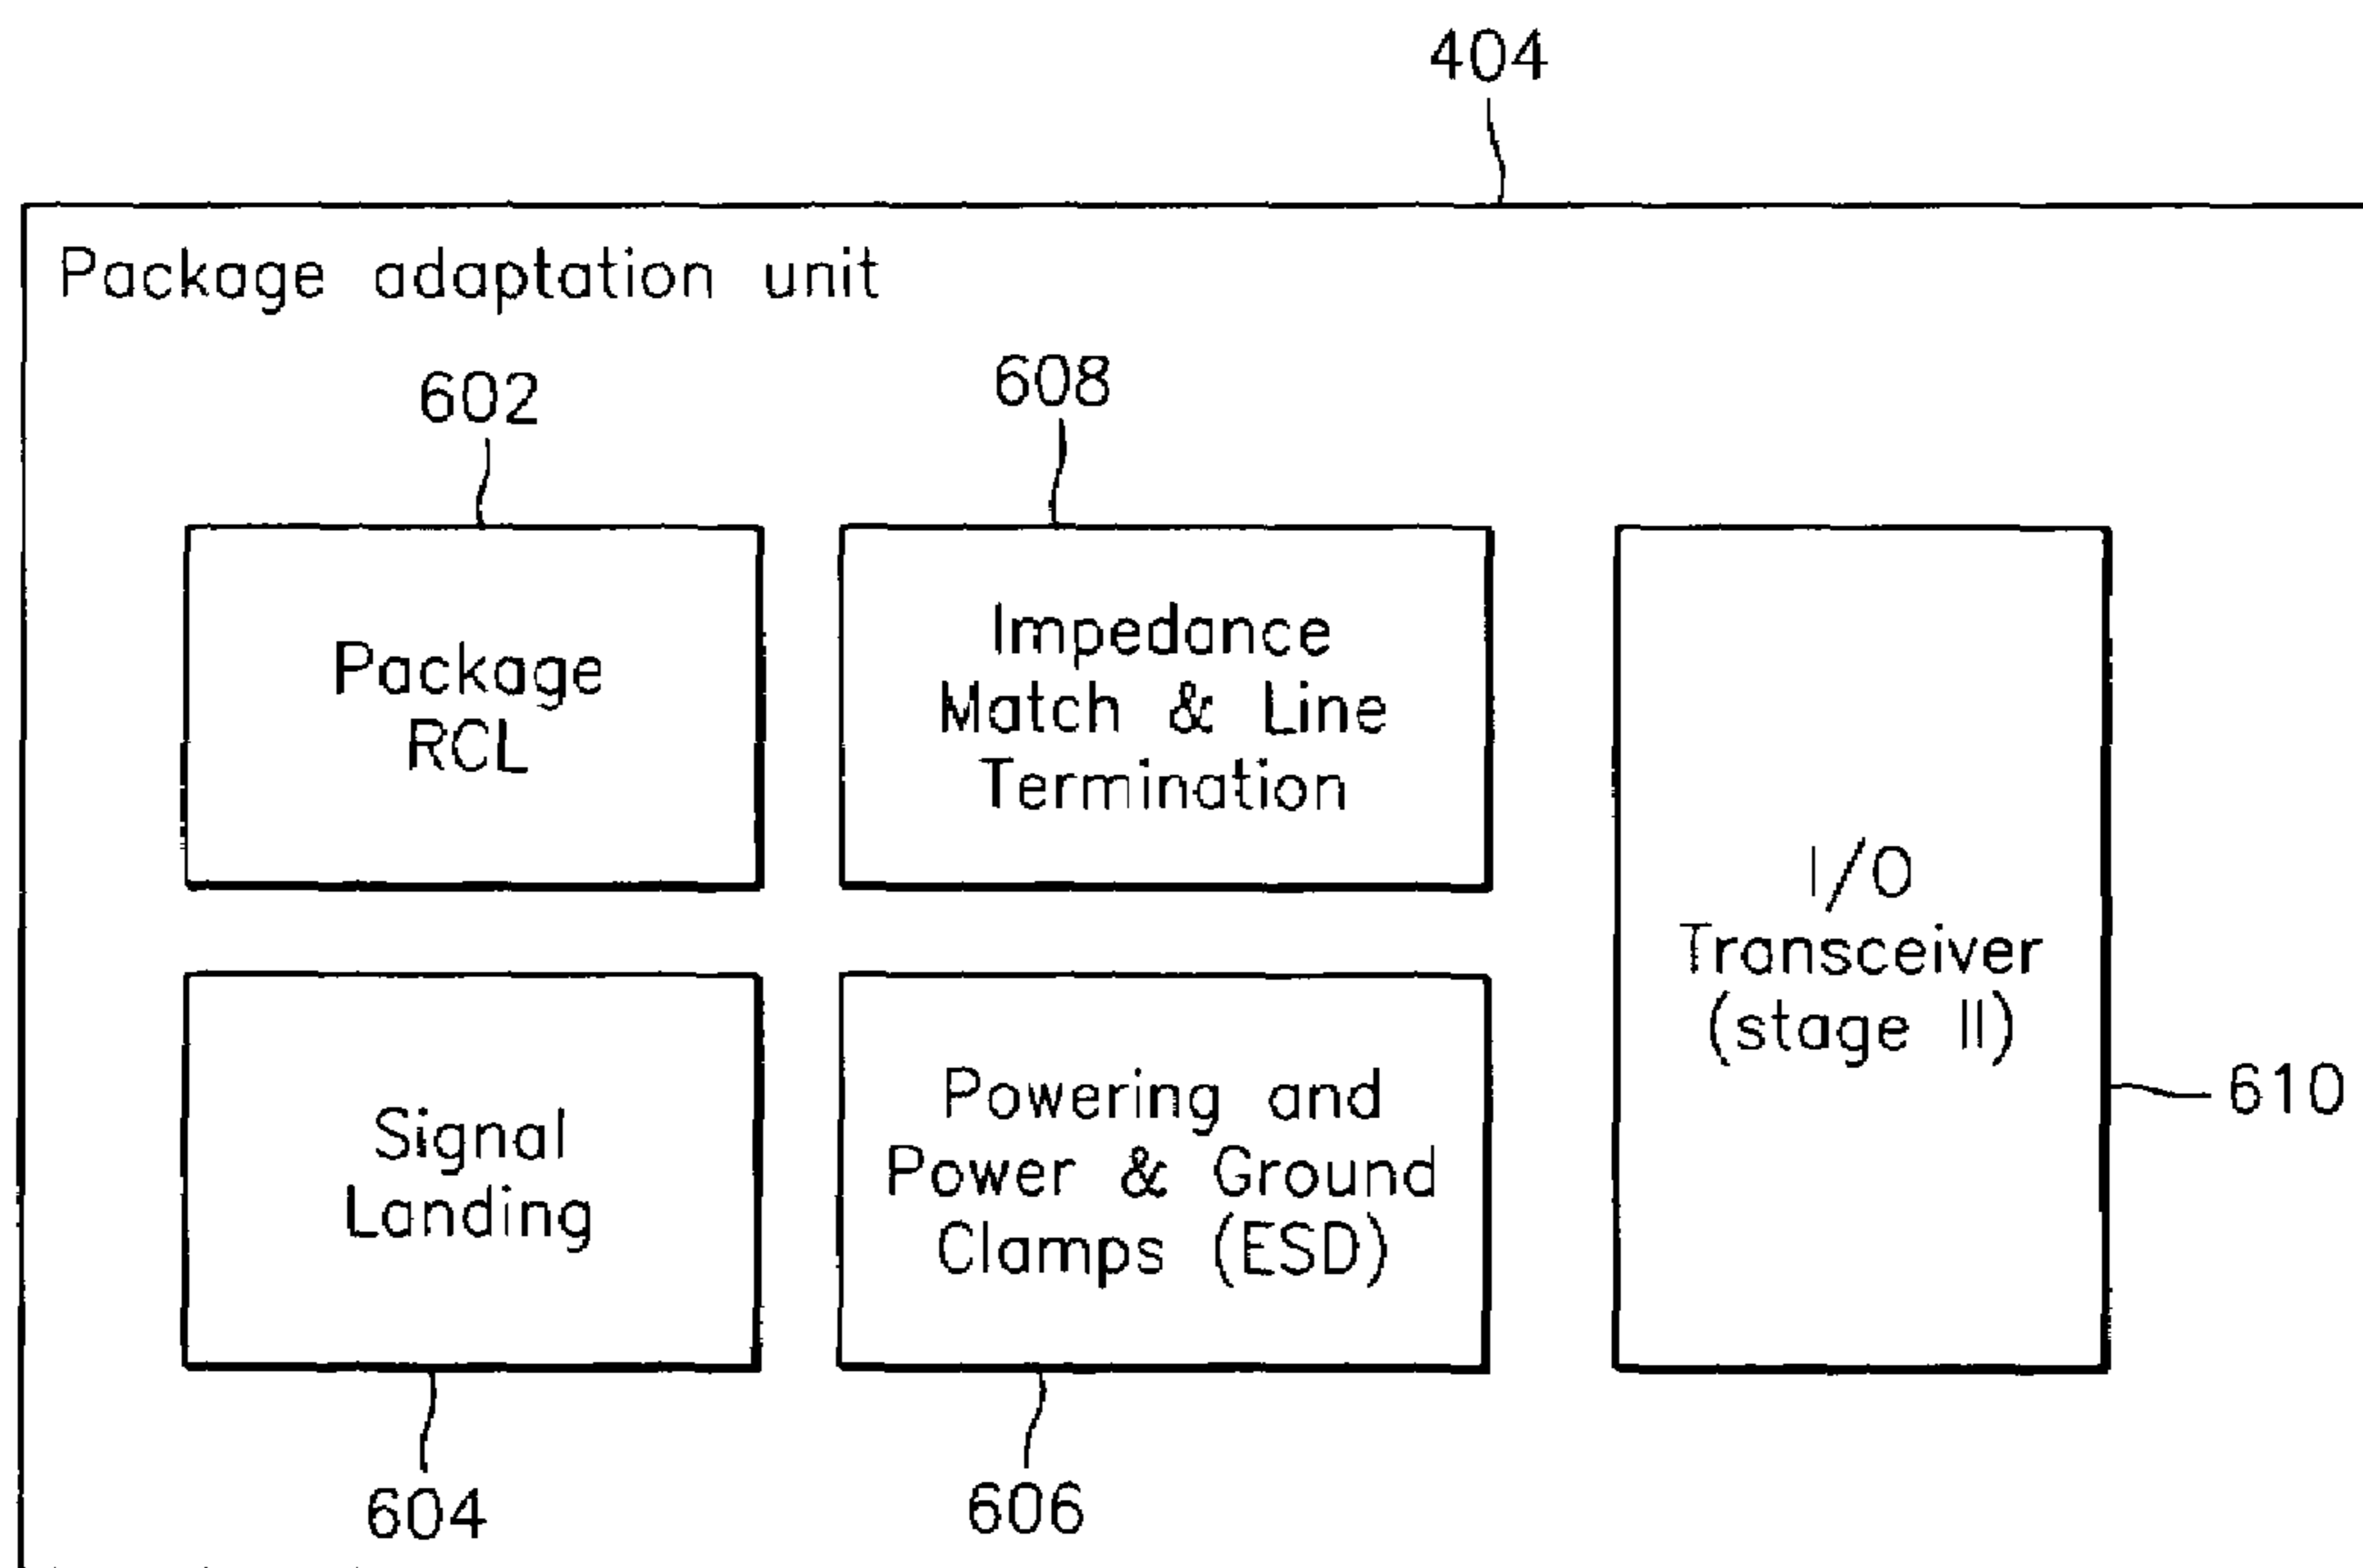 404
Package adaptation unit
602
608
Package
RCL
Impedance
Match & Line
Termination
I/O
Transceiver
(stage II)
610
Signal
Landing
Powering and
Power & Ground
Clamps (ESD)
604
606